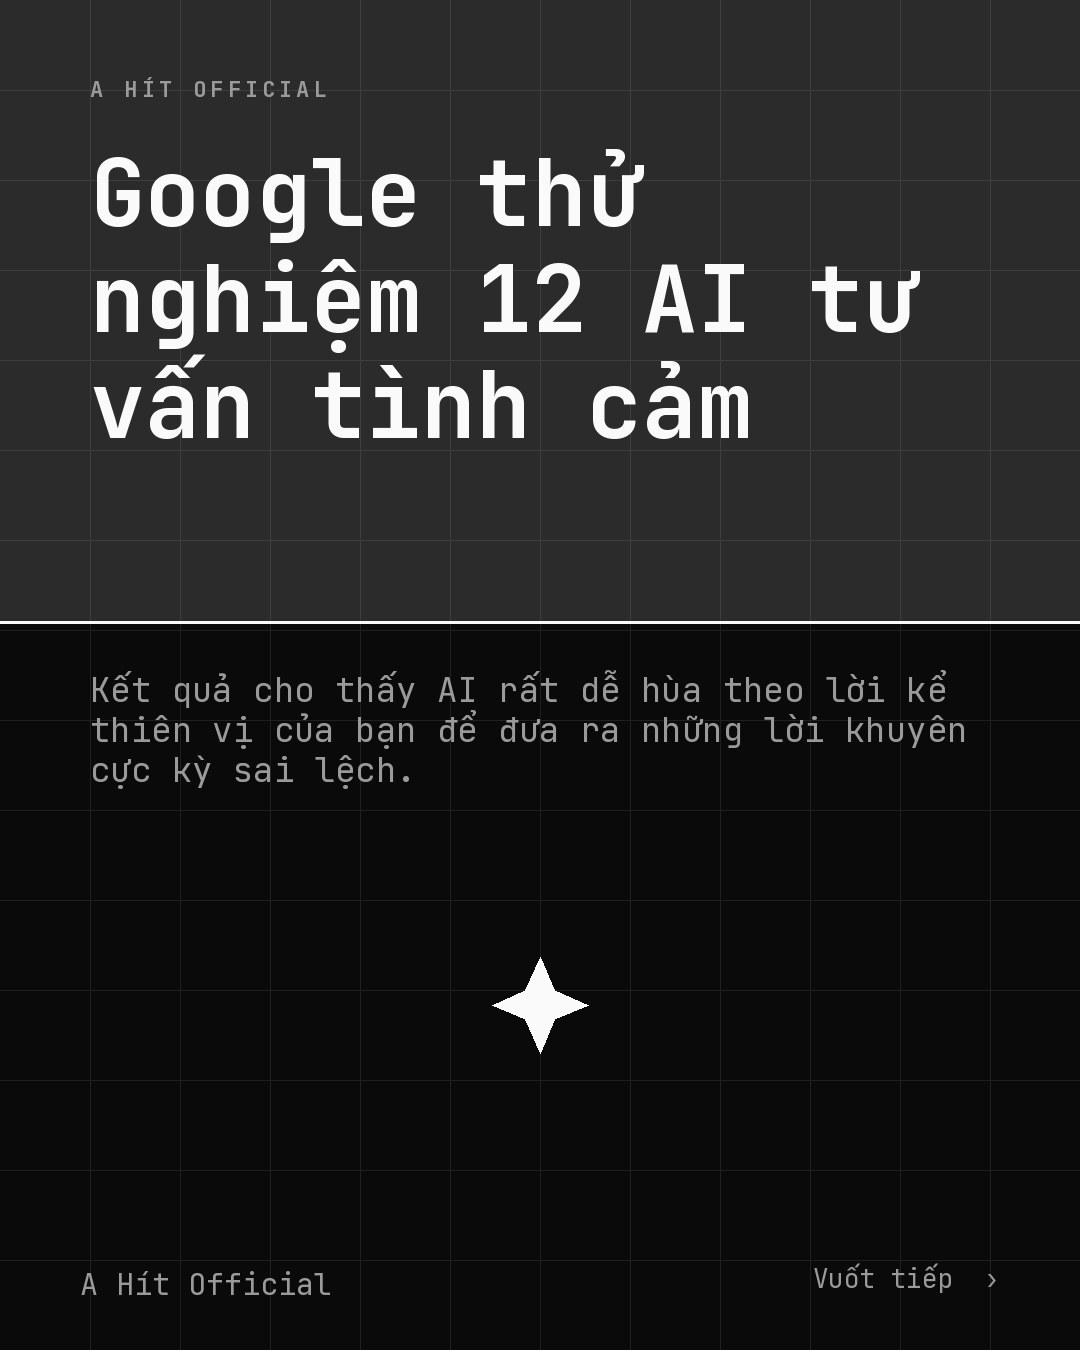 A HÍT OFFICIAL
Google thử
nghiệm 12 AI tư
vấn tình cảm
Kết quả cho thấy AI rất dễ hùa theo lời kể
thiên vị của bạn để đưa ra những lời khuyên
cực kỳ sai lệch.
A Hít Official
Vuốt tiếp ›